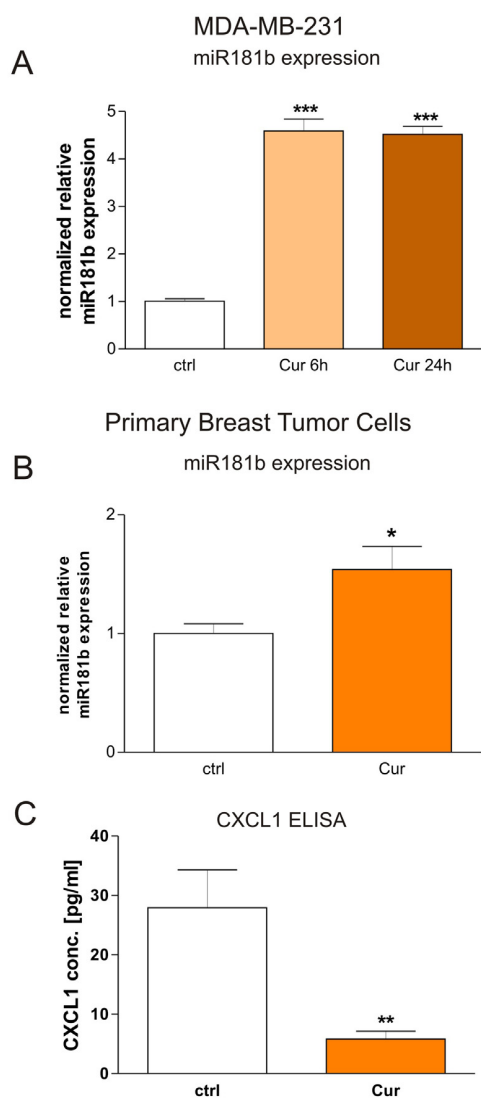 MDA-MB-231
A
miR181b expression
normalized relative
miR181b expression
5
4
3
2
1
0
***
***
ctrl
Cur 6h
Cur 24h
Primary Breast Tumor Cells
B
miR181b expression
normalized relative
miR181b expression
2
1
0
*
ctrl
Cur
C
CXCL1 ELISA
CXCL1 conc. [pg/ml]
40
30
20
10
0
**
ctrl
Cur